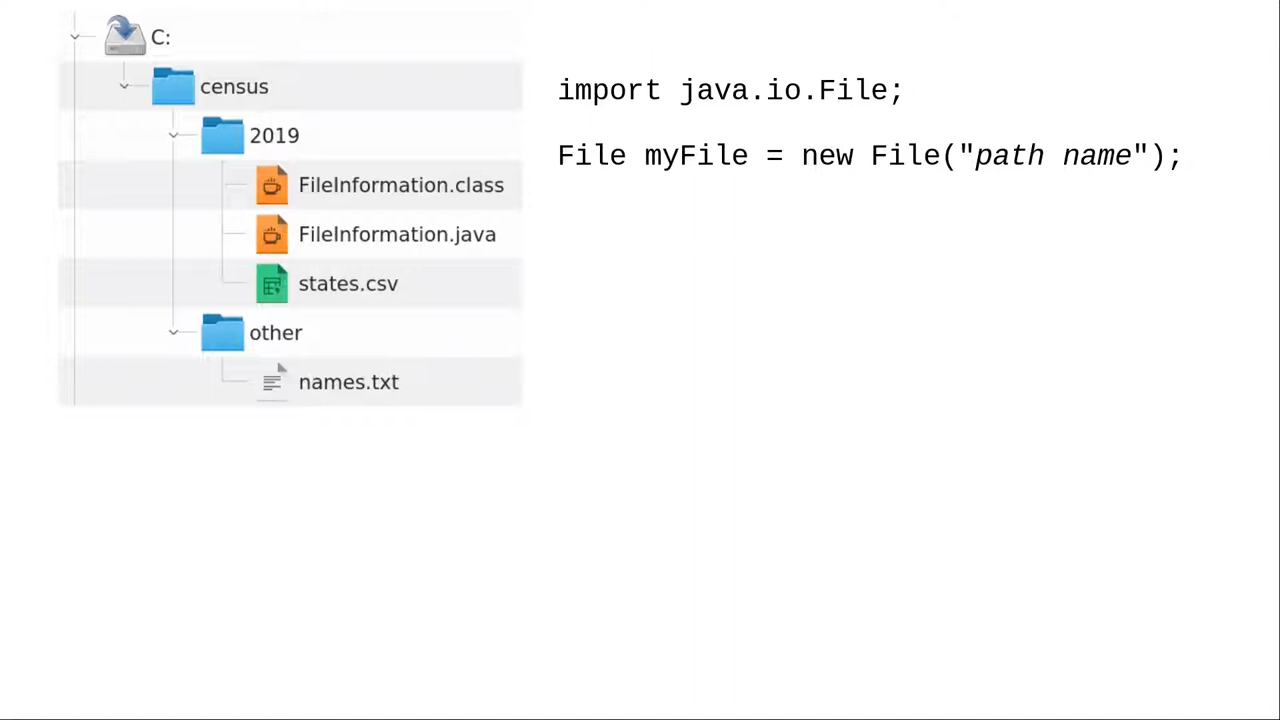 C:
census
2019
FileInformation.class
FileInformation.java
states.csv
other
names.txt
import java.io.File;
File myFile = new File("path name");